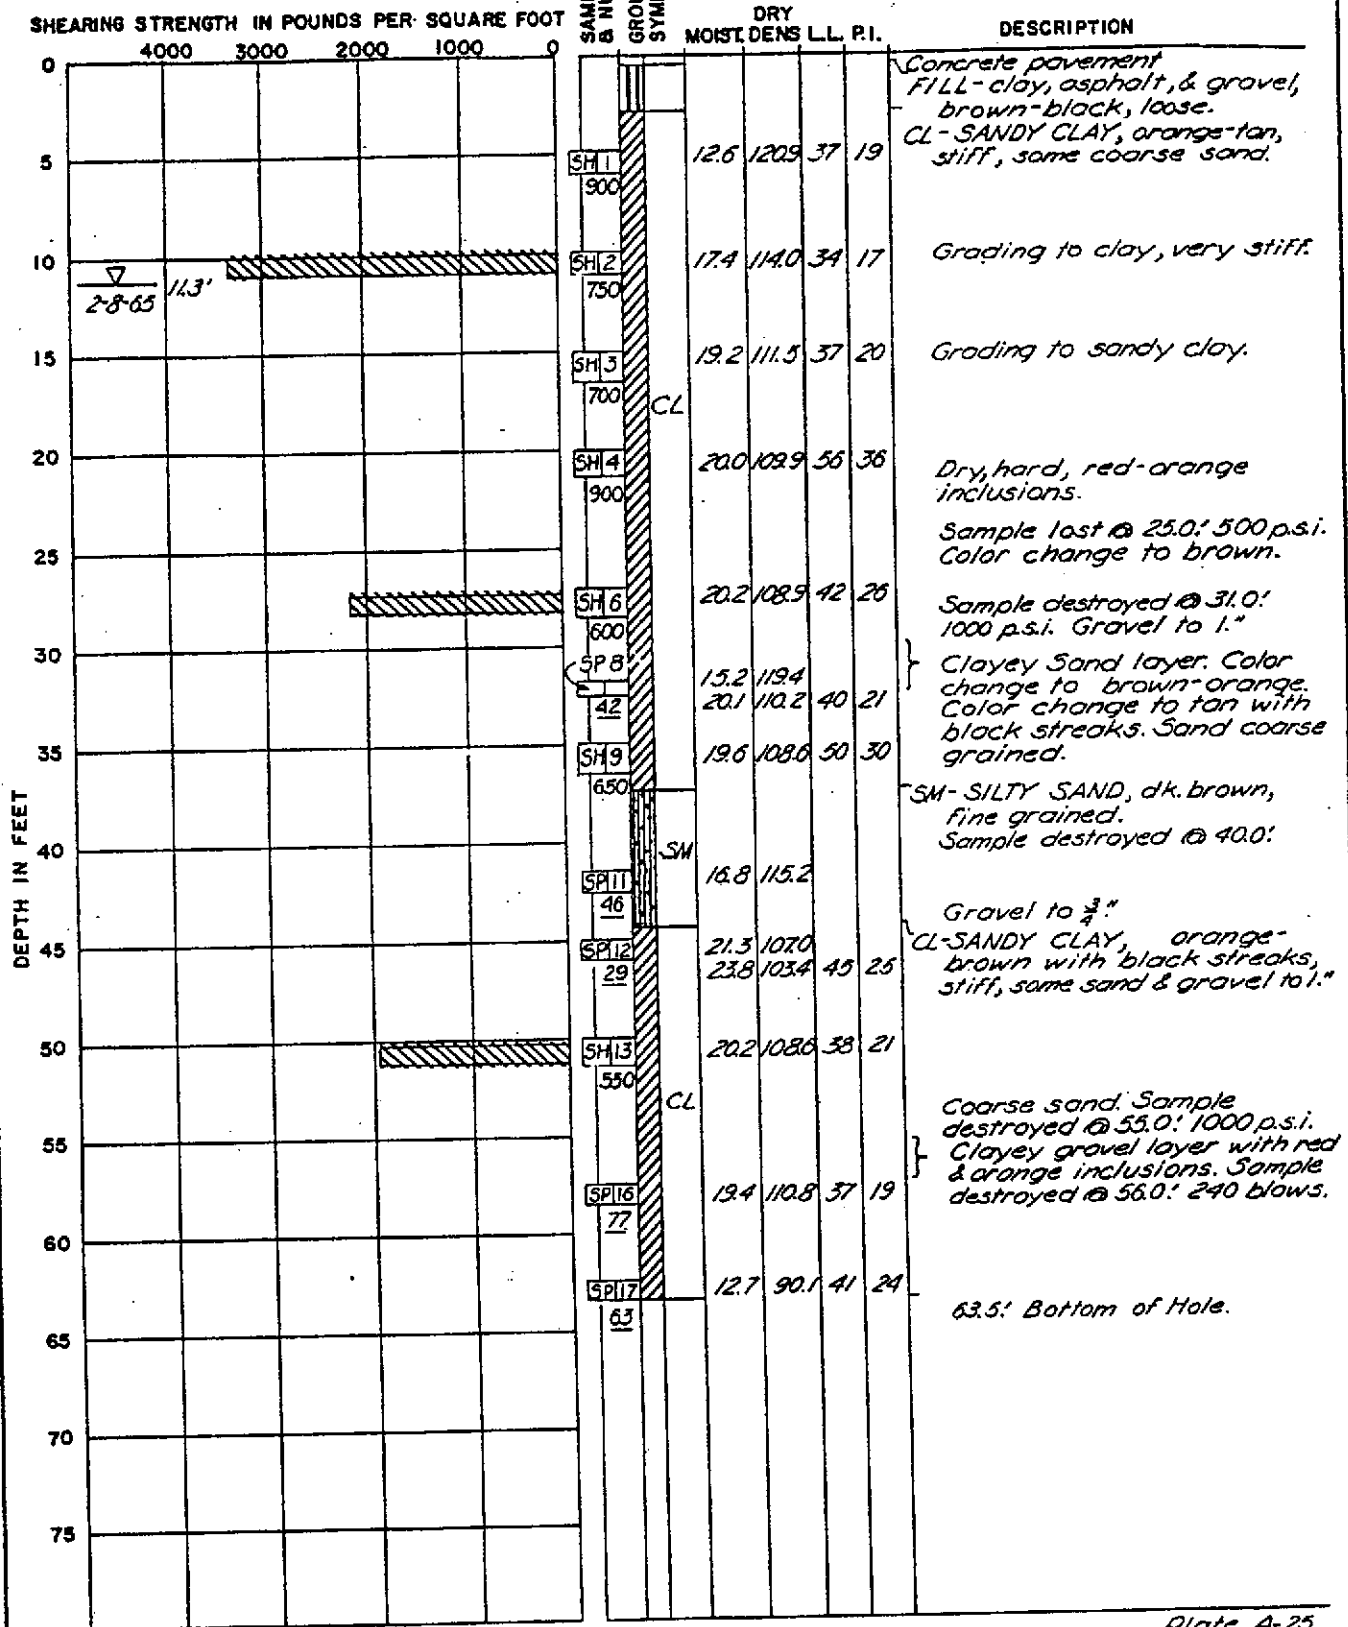 SHEARING STRENGTH IN POUNDS PER SQUARE FOOT
4000 3000 2000 1000 0
DRY
MOIST. DENS L.L. P.I.
DESCRIPTION
DEPTH IN FEET
0
Concrete pavement
FILL-clay, asphalt, & gravel,
brown-black, loose.
CL-SANDY CLAY, orange-tan,
stiff, some coarse sand.
5
SH 1
900
12.6 120.9 37 19
10
SH 2
750
17.4 114.0 34 17
Grading to clay, very stiff.
11.3'
2-8-65
15
SH 3
700
19.2 111.5 37 20
Grading to sandy clay.
CL
20
SH 4
900
20.0 109.9 56 36
Dry, hard, red-orange
inclusions.
Sample lost @ 25.0.' 500 p.s.i.
Color change to brown.
25
SH 6
600
20.2 108.9 42 26
Sample destroyed @ 31.0.'
1000 p.s.i. Gravel to 1."
30
SP 8
42
15.2 119.4
20.1 110.2 40 21
Clayey Sand layer. Color
change to brown-orange.
Color change to tan with
black streaks. Sand coarse
grained.
35
SH 9
650
19.6 108.6 50 30
SM-SILTY SAND, dk. brown,
fine grained.
Sample destroyed @ 40.0.'
40
SM
SP 11
46
16.8 115.2
Gravel to 3/4."
45
SP 12
29
21.3 107.0
23.8 103.4 45 25
CL-SANDY CLAY, orange-
brown with black streaks,
stiff, some sand & gravel to 1."
50
SH 13
550
20.2 108.6 38 21
CL
Coarse sand. Sample
destroyed @ 55.0.' 1000 p.s.i.
55
Clayey gravel layer with red
& orange inclusions. Sample
destroyed @ 56.0.' 240 blows.
SP 16
77
19.4 110.8 37 19
60
SP 17
63
12.7 90.1 41 24
63.5.' Bottom of Hole.
65
70
75
Plate A-25